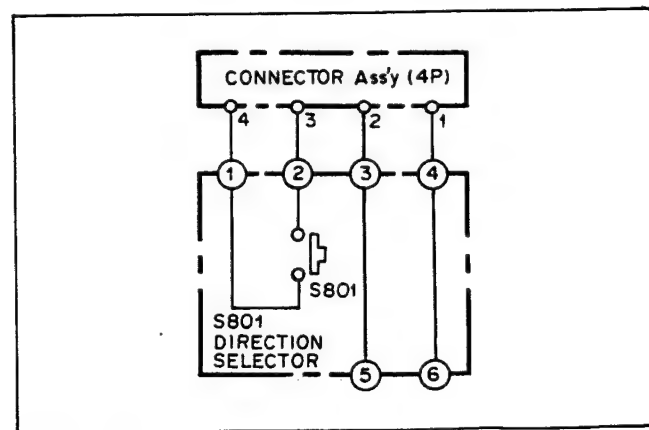 CONNECTOR Ass'y (4P)
4 3 2 1
1 2 3 4
S801
S801
DIRECTION
SELECTOR
5 6